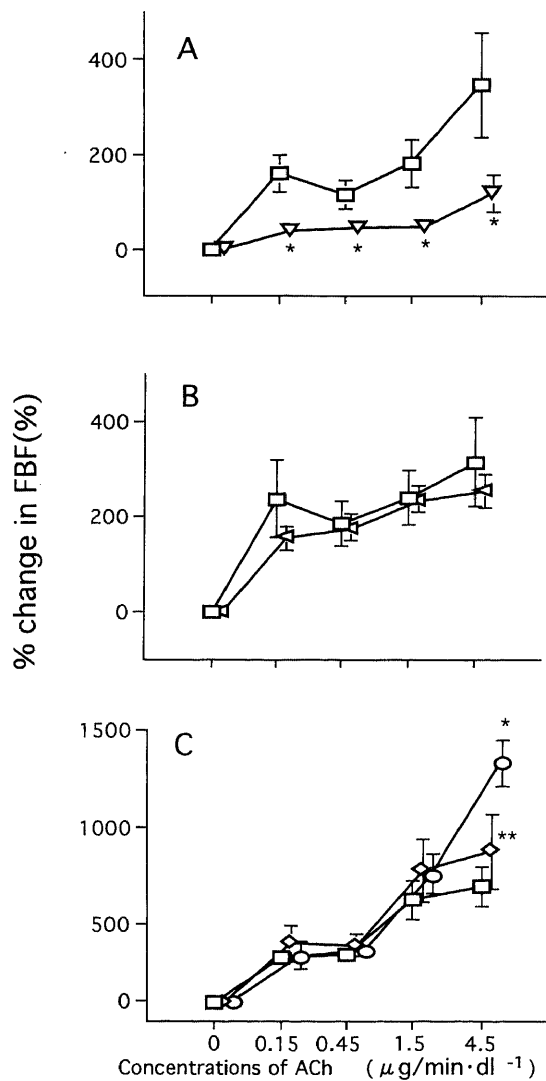 A
400
200
0
*
*
*
*
B
400
200
0
% change in FBF(%)
C
1500
1000
500
0
*
**
0 0.15 0.45 1.5 4.5
Concentrations of ACh (μg/min·dl -1)